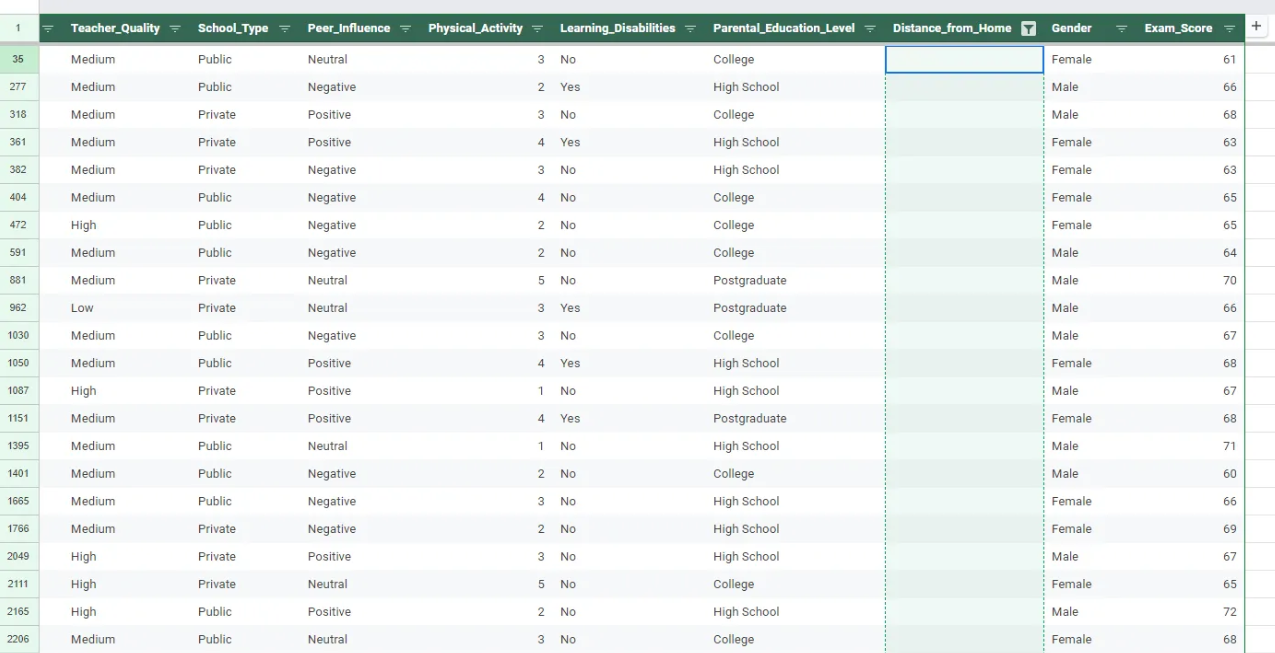 1 Teacher_Quality School_Type Peer_Influence Physical_Activity Learning_Disabilities Parental_Education_Level Distance_from_Home Gender Exam_Score +
35 Medium Public Neutral 3 No College Female 61
277 Medium Public Negative 2 Yes High School Male 66
318 Medium Private Positive 3 No College Male 68
361 Medium Private Positive 4 Yes High School Female 63
382 Medium Private Negative 3 No High School Female 63
404 Medium Public Negative 4 No College Female 65
472 High Public Negative 2 No College Female 65
591 Medium Public Negative 2 No College Male 64
881 Medium Private Neutral 5 No Postgraduate Male 70
962 Low Private Neutral 3 Yes Postgraduate Male 66
1030 Medium Public Negative 3 No College Male 67
1050 Medium Public Positive 4 Yes High School Female 68
1087 High Private Positive 1 No High School Male 67
1151 Medium Private Positive 4 Yes Postgraduate Female 68
1395 Medium Public Neutral 1 No High School Male 71
1401 Medium Public Negative 2 No College Male 60
1665 Medium Public Negative 3 No High School Female 66
1766 Medium Private Negative 2 No High School Female 69
2049 High Private Positive 3 No High School Male 67
2111 High Private Neutral 5 No College Female 65
2165 High Public Positive 2 No High School Male 72
2206 Medium Public Neutral 3 No College Female 68